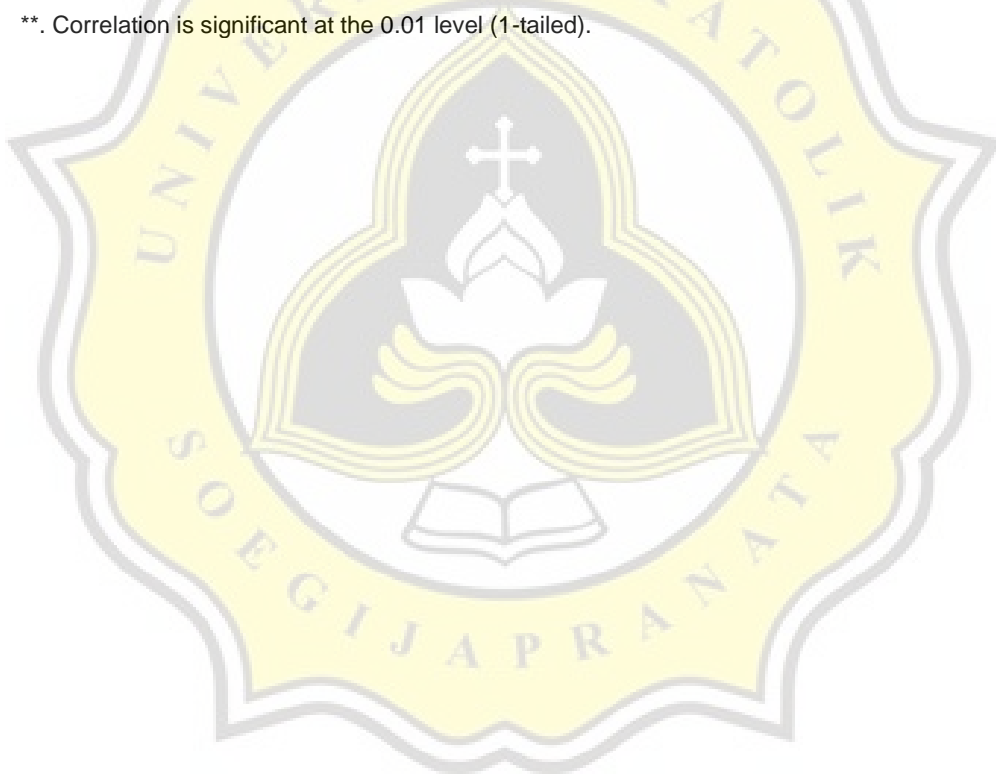 **. Correlation is significant at the 0.01 level (1-tailed).
SOEGIJAPRANATA